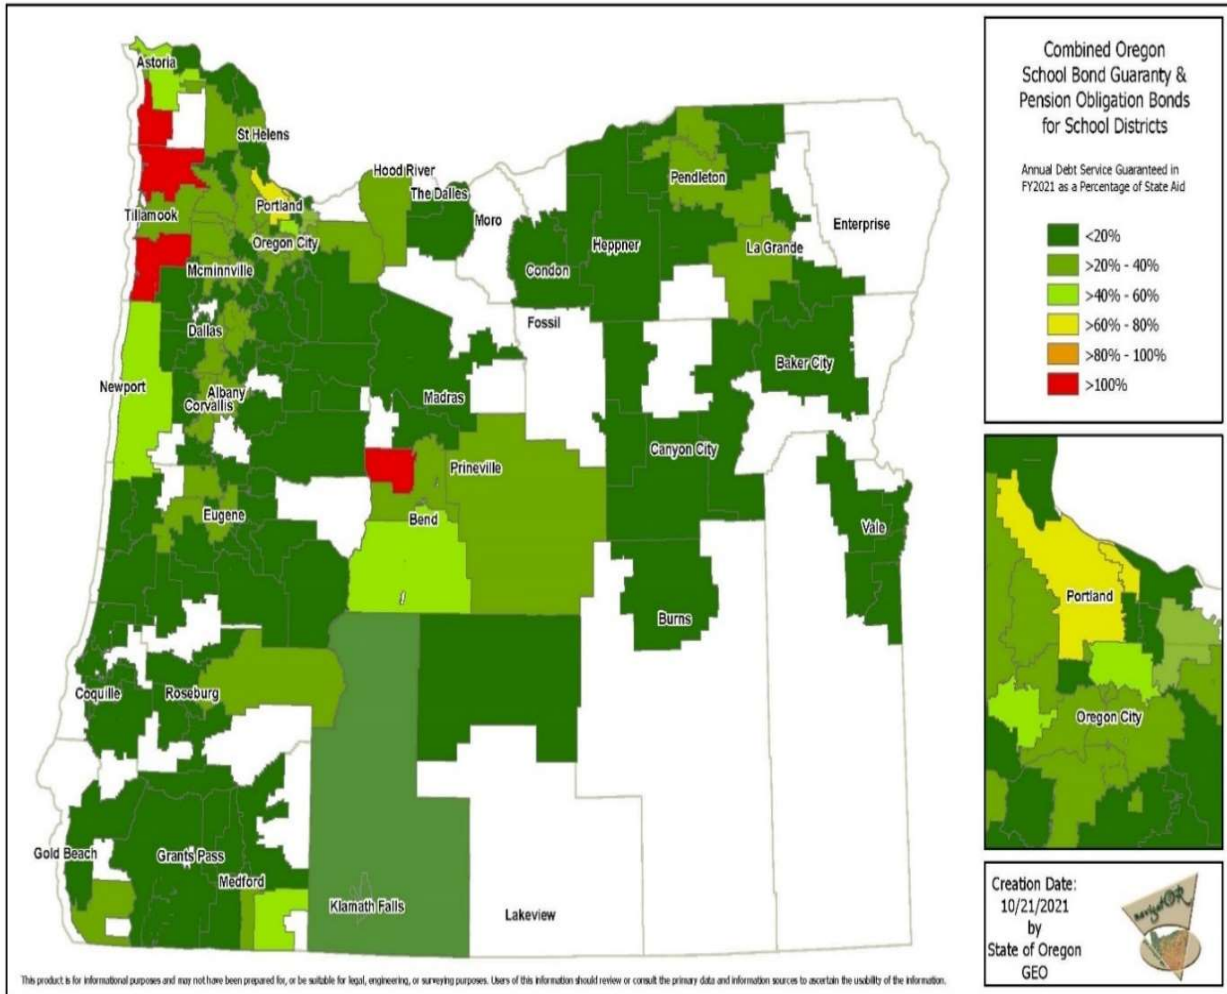 Astoria
St Helens
Hood River
The Dalles
Portland
Tillamook
Moro
Pendleton
Enterprise
Oregon City
Heppner
La Grande
Mcminnville
Condon
Fossil
Dallas
Baker City
Newport
Albany
Corvallis
Madras
Canyon City
Prineville
Eugene
Bend
Vale
Burns
Coquille
Roseburg
Gold Beach
Grants Pass
Medford
Klamath Falls
Lakeview
This product is for informational purposes and may not have been prepared for, or be suitable for legal, engineering, or surveying purposes. Users of this information should review or consult the primary data and information sources to ascertain the usability of the information.
Combined Oregon
School Bond Guaranty &
Pension Obligation Bonds
for School Districts
Annual Debt Service Guaranteed in
FY2021 as a Percentage of State Aid
<20%
>20% - 40%
>40% - 60%
>60% - 80%
>80% - 100%
>100%
Portland
Oregon City
Creation Date:
10/21/2021
by
State of Oregon
GEO
navigatOR